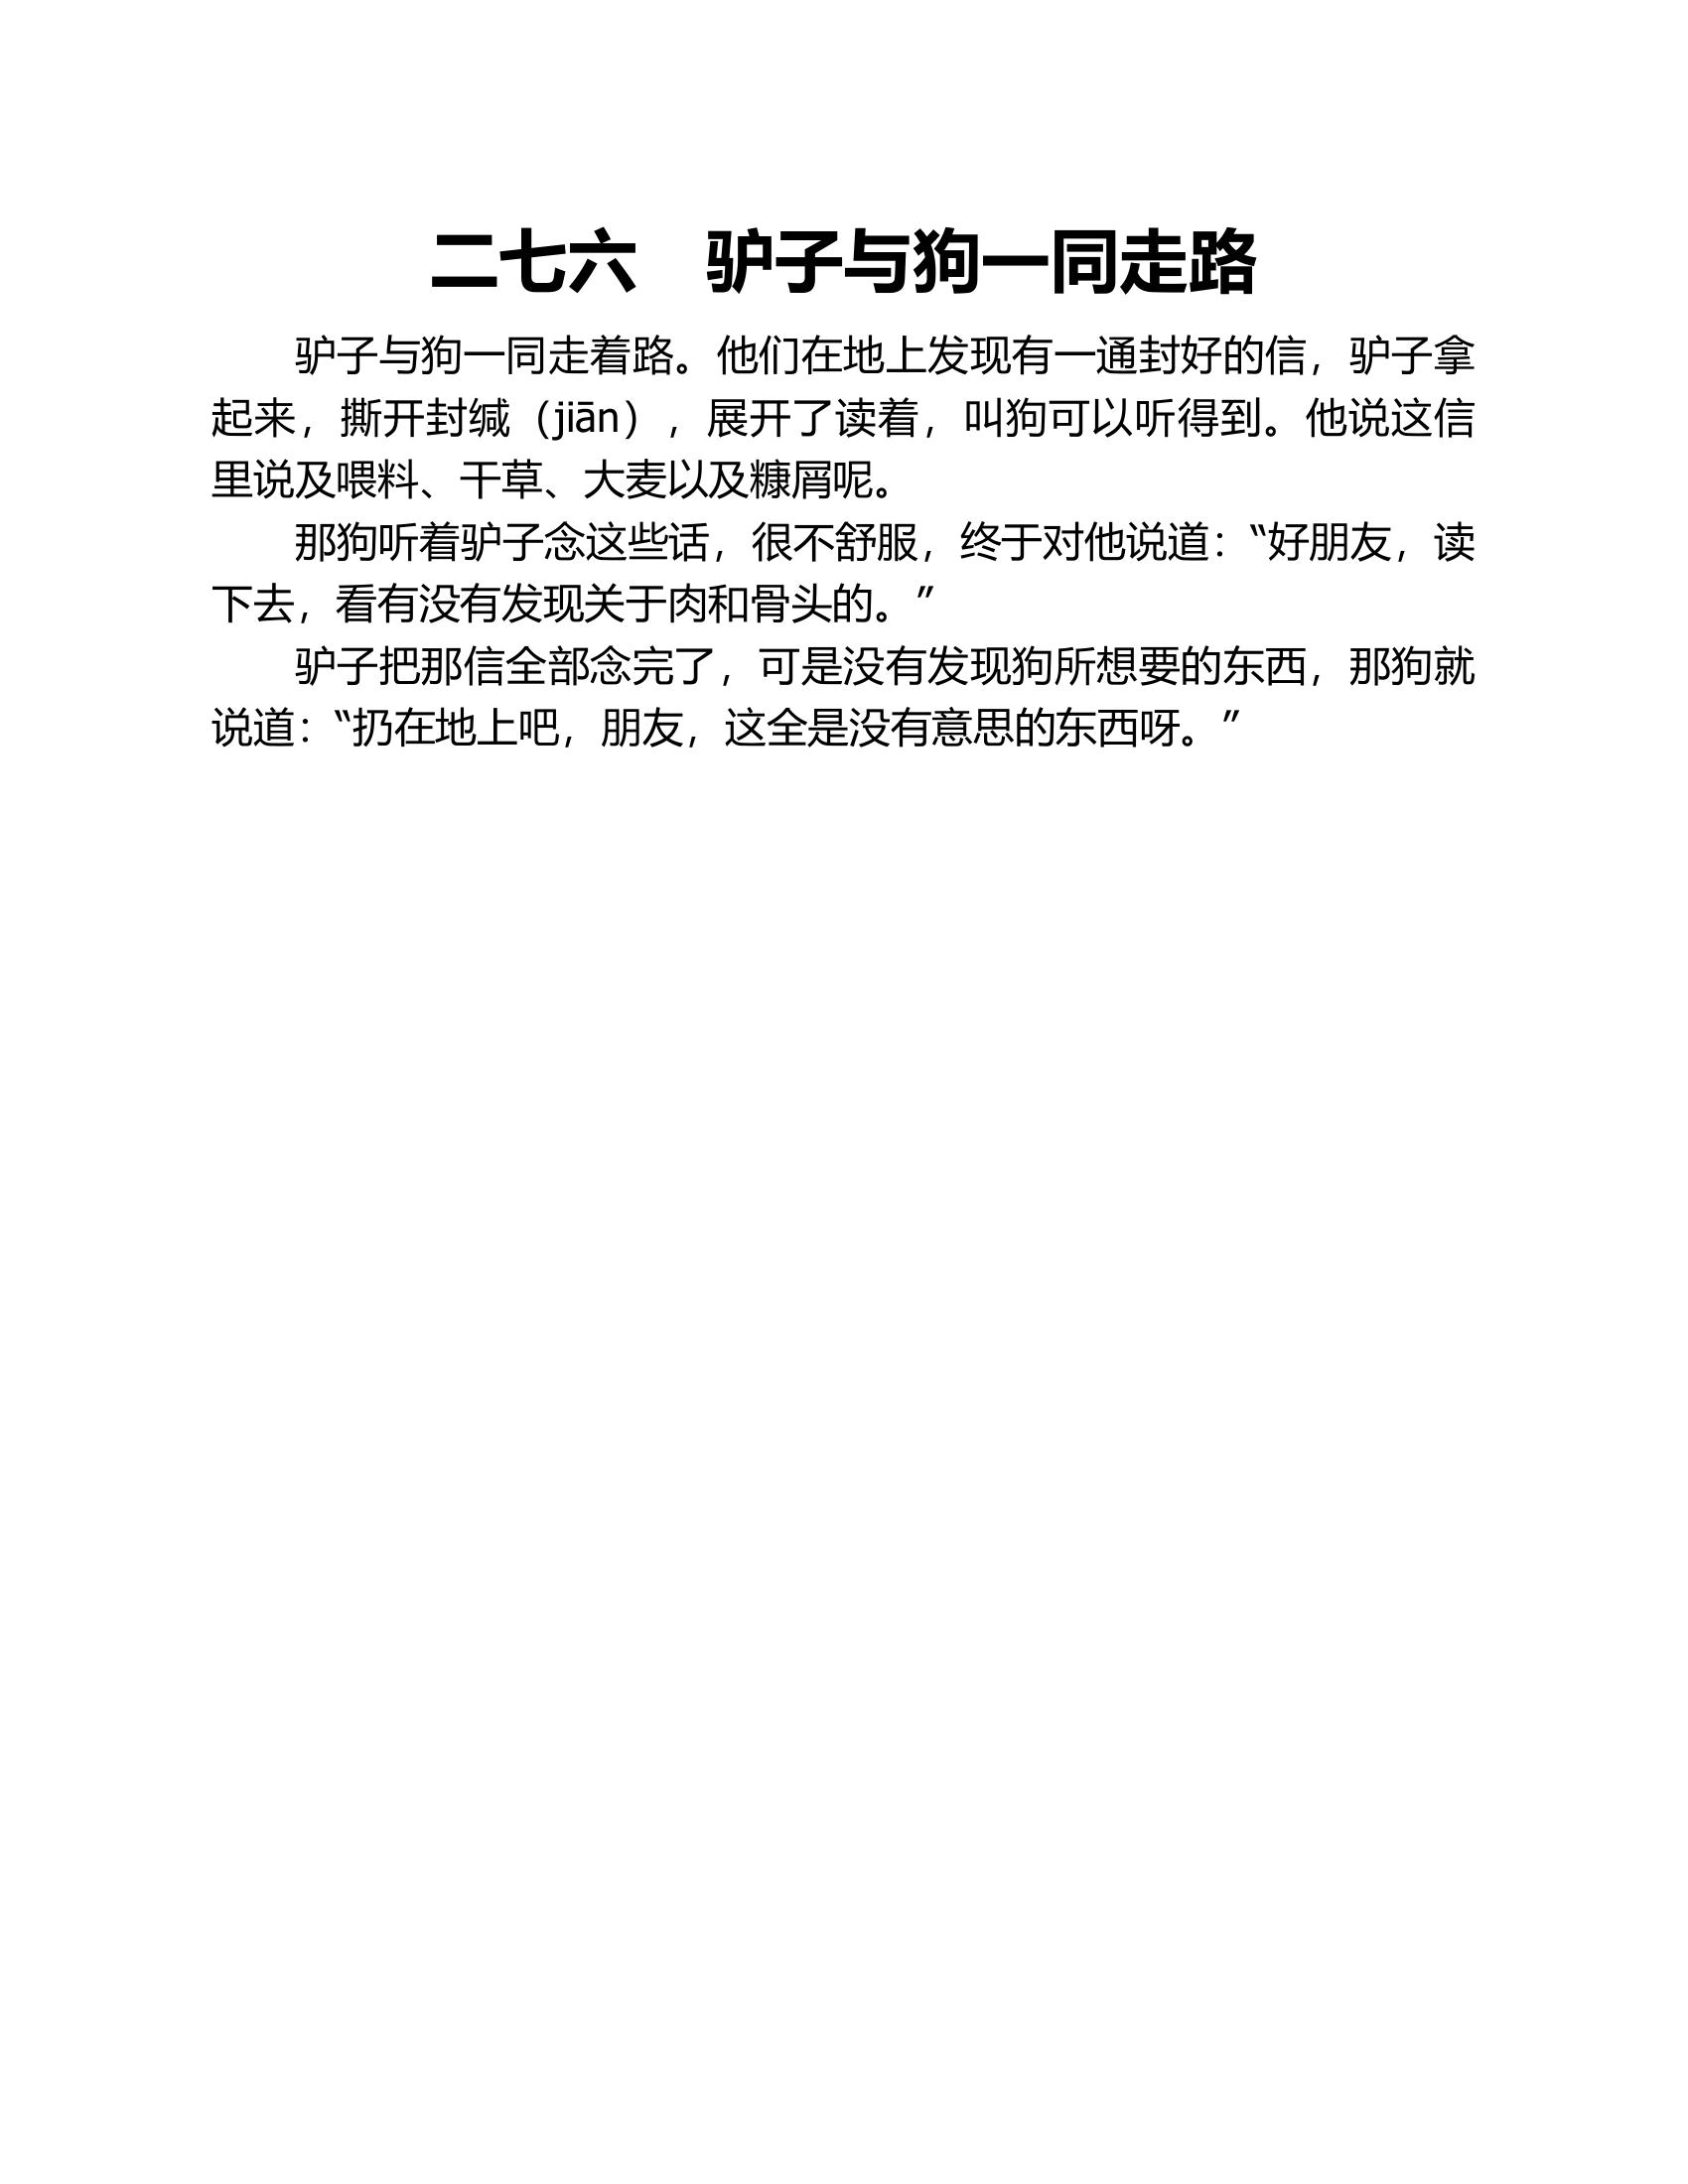 二七六　驴子与狗一同走路
驴子与狗一同走着路。他们在地上发现有一通封好的信，驴子拿
起来，撕开封缄（jiān），展开了读着，叫狗可以听得到。他说这信
里说及喂料、干草、大麦以及糠屑呢。
那狗听着驴子念这些话，很不舒服，终于对他说道：“好朋友，读
下去，看有没有发现关于肉和骨头的。”
驴子把那信全部念完了，可是没有发现狗所想要的东西，那狗就
说道：“扔在地上吧，朋友，这全是没有意思的东西呀。”